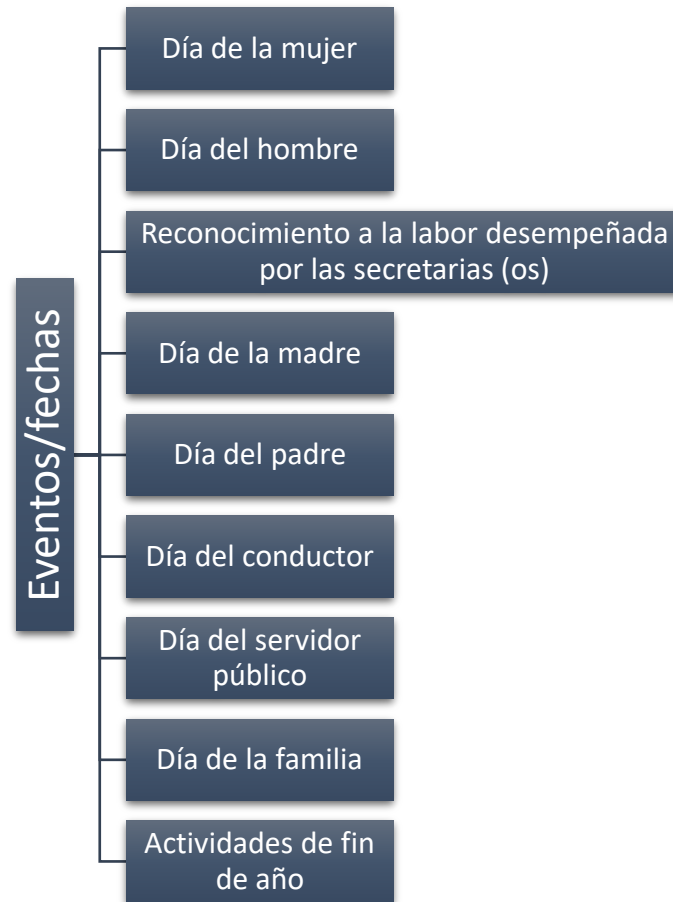 Eventos/fechas
Día de la mujer
Día del hombre
Reconocimiento a la labor desempeñada
por las secretarias (os)
Día de la madre
Día del padre
Día del conductor
Día del servidor
público
Día de la familia
Actividades de fin
de año